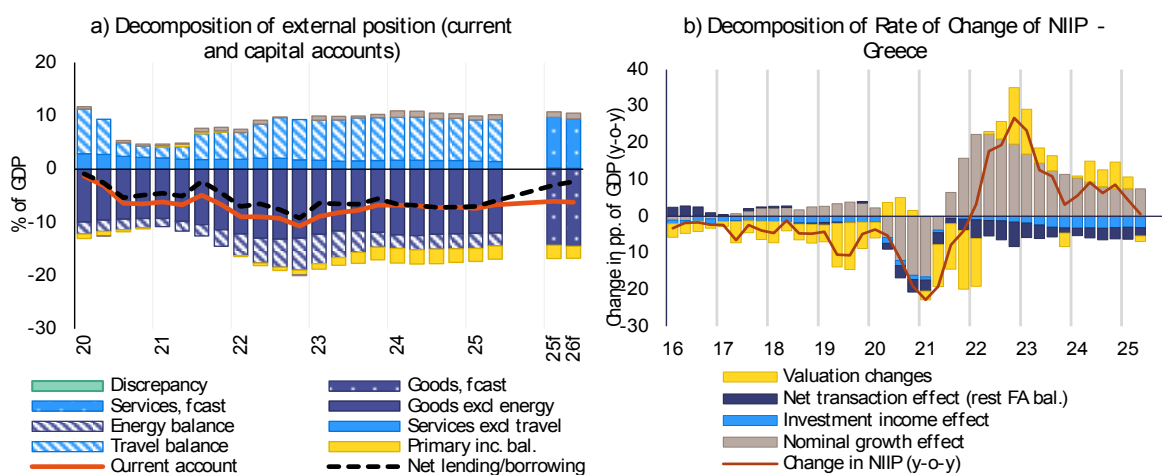 a) Decomposition of external position (current
and capital accounts)
% of GDP
20
10
0
-10
-20
-30
20
21
22
23
24
25
25f
26f
Discrepancy
Goods, fcast
Services, fcast
Goods excl energy
Energy balance
Services excl travel
Travel balance
Primary inc. bal.
Current account
Net lending/borrowing
b) Decomposition of Rate of Change of NIIP -
Greece
Change in pp. of GDP (y-o-y)
40
30
20
10
0
-10
-20
-30
16
17
18
19
20
21
22
23
24
25
Valuation changes
Net transaction effect (rest FA bal.)
Investment income effect
Nominal growth effect
Change in NIIP (y-o-y)